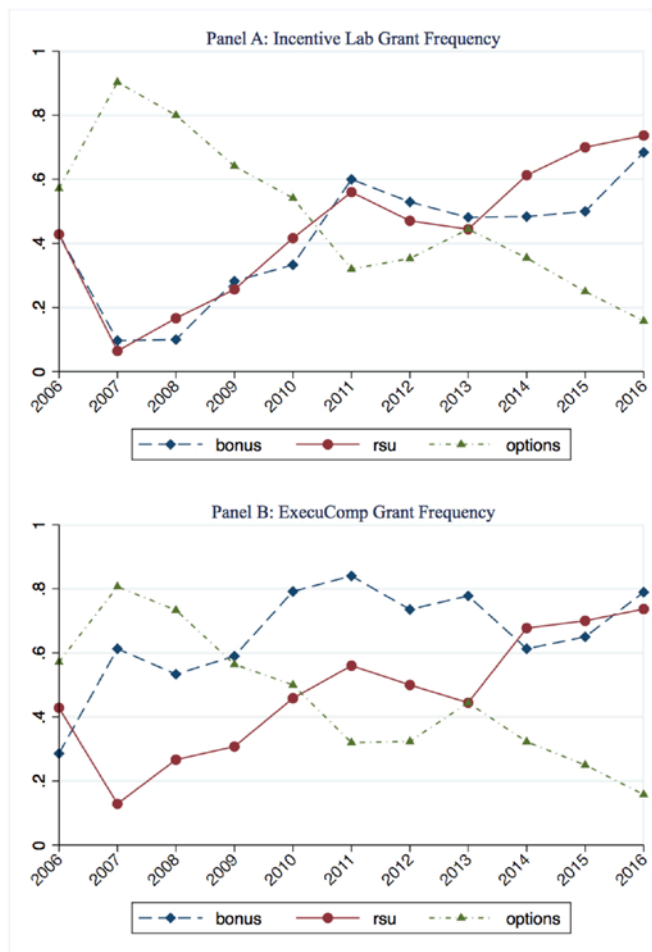 Panel A: Incentive Lab Grant Frequency
1
.8
.6
.4
.2
0
2006 2007 2008 2009 2010 2011 2012 2013 2014 2015 2016
bonus rsu options
Panel B: ExecuComp Grant Frequency
1
.8
.6
.4
.2
0
2006 2007 2008 2009 2010 2011 2012 2013 2014 2015 2016
bonus rsu options